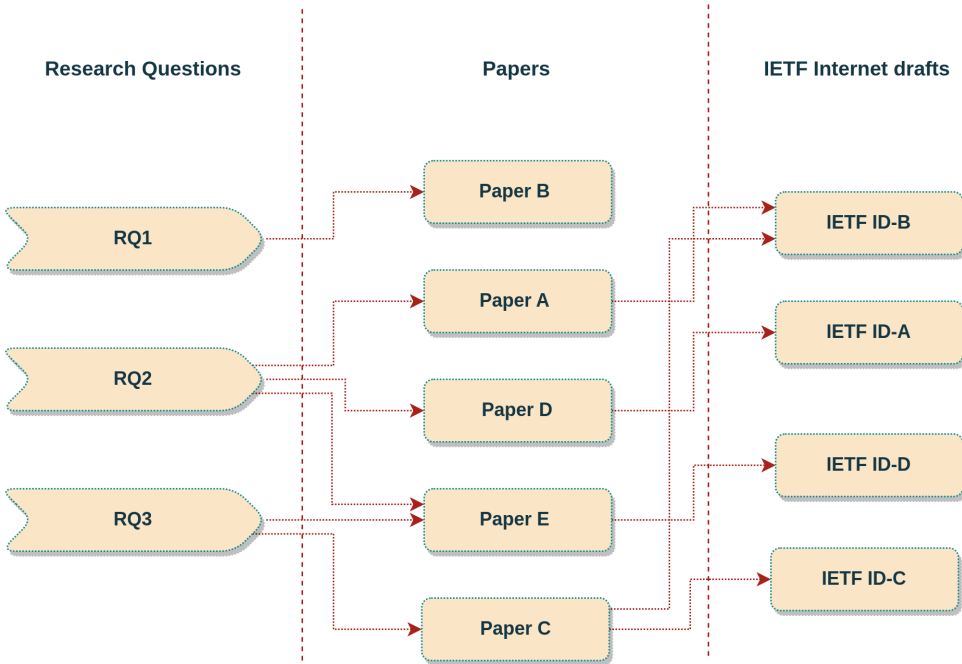 Research Questions
Papers
IETF Internet drafts
RQ1
RQ2
RQ3
Paper B
Paper A
Paper D
Paper E
Paper C
IETF ID-B
IETF ID-A
IETF ID-D
IETF ID-C